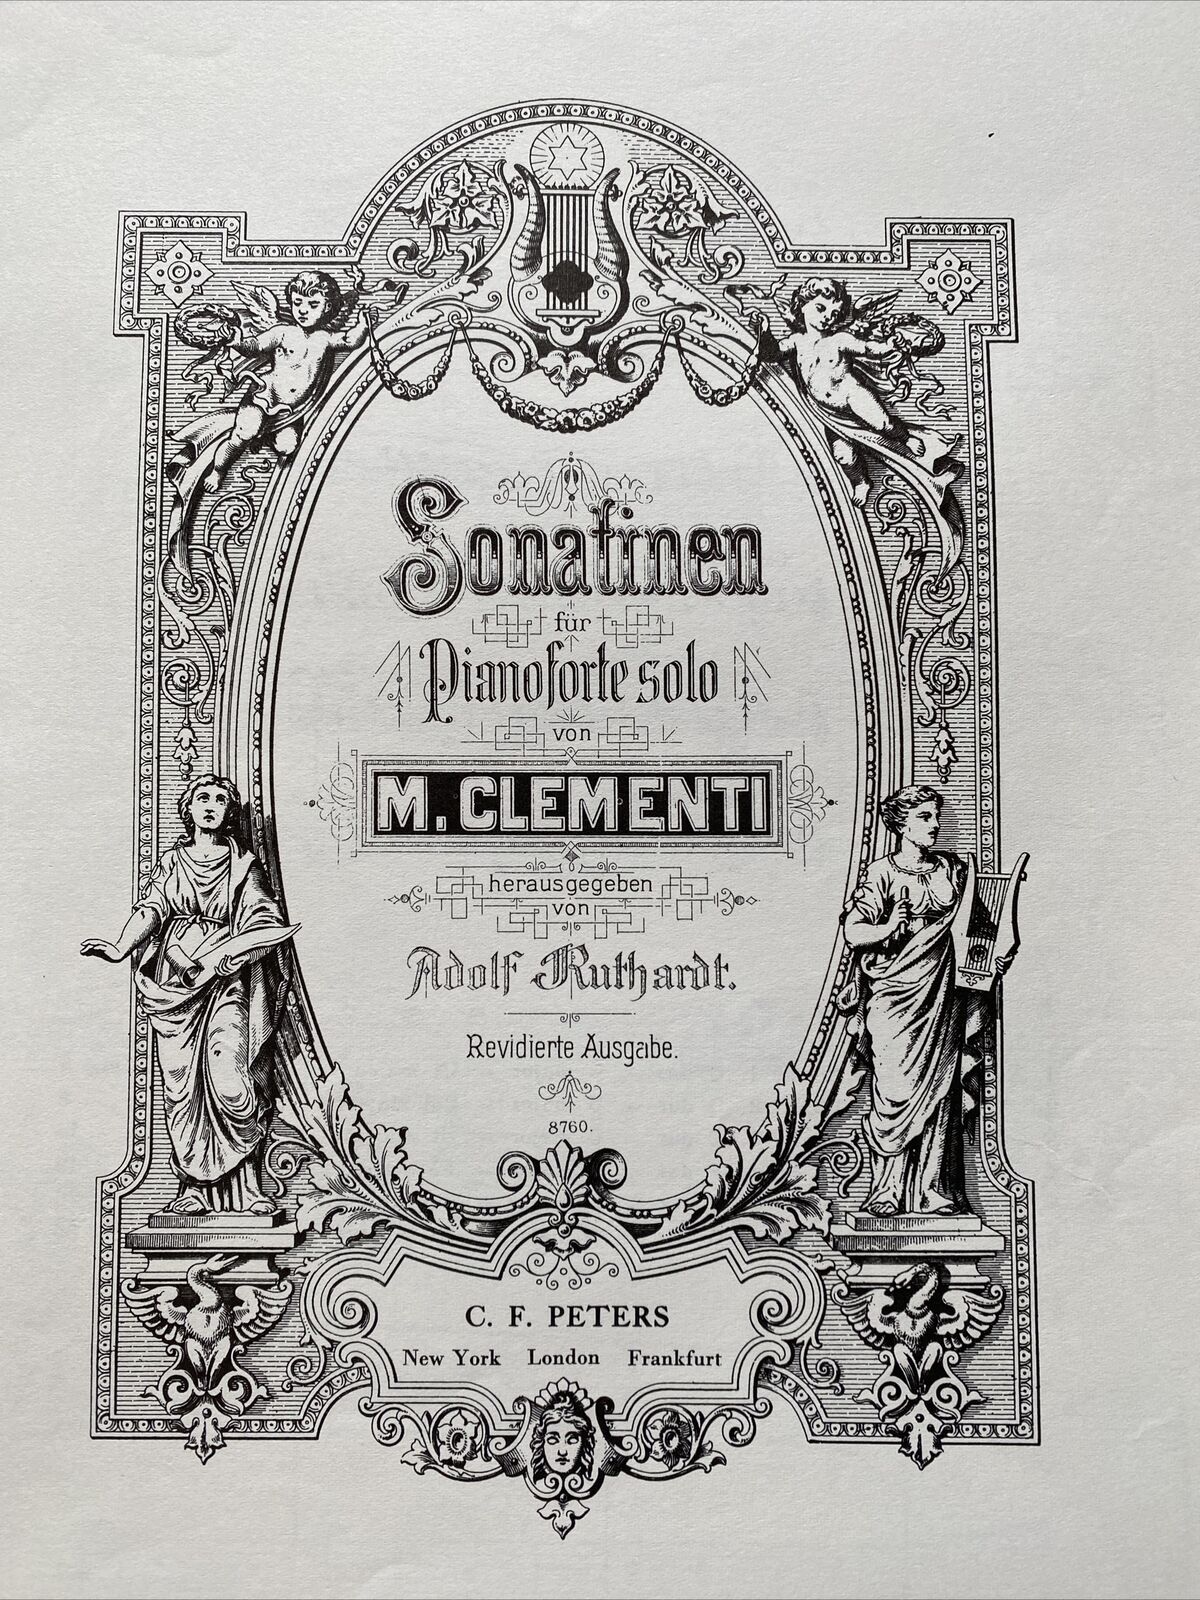 Sonatinen
für
Pianoforte solo
von
M. CLEMENTI
herausgegeben
von
Adolf Ruthardt.
Revidierte Ausgabe.
8760.
C. F. PETERS
New York London Frankfurt